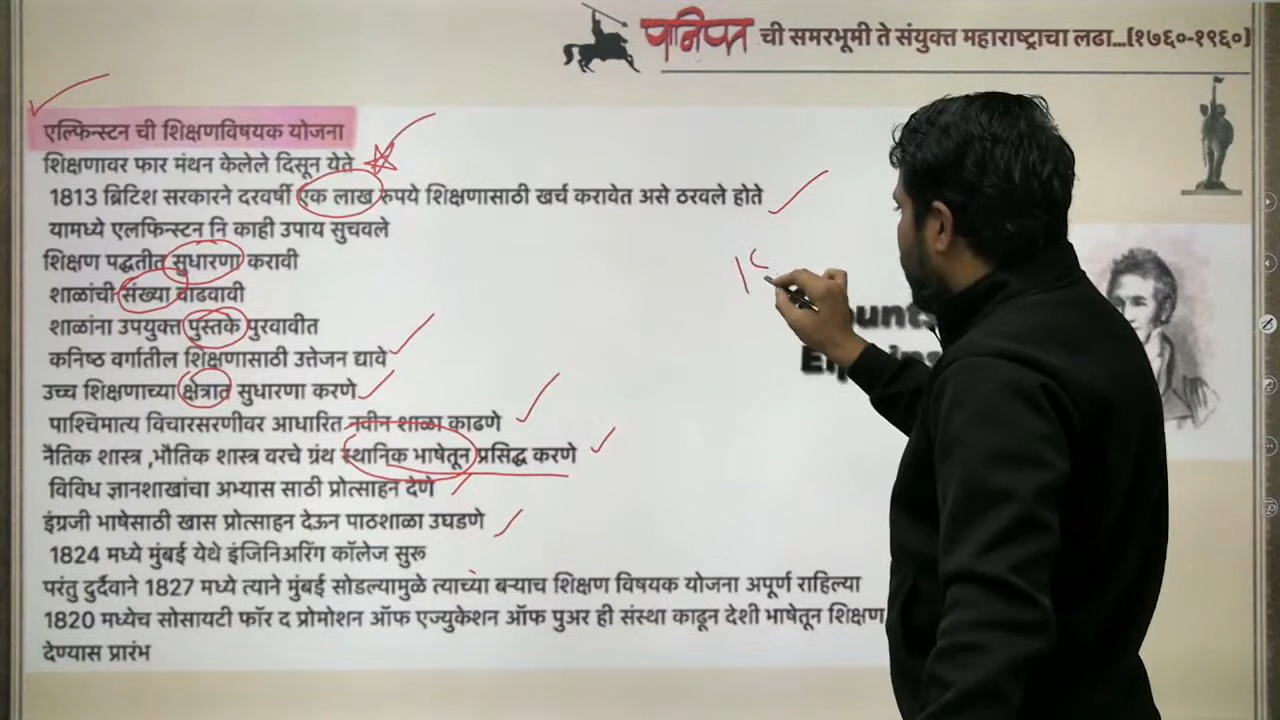 पानिपत ची समरभूमी ते संयुक्त महाराष्ट्राचा लढा...(१७६०-१९६०)
एल्फिन्स्टन ची शिक्षणविषयक योजना
शिक्षणावर फार मंथन केलेले दिसून येते
1813 ब्रिटिश सरकारने दरवर्षी एक लाख रुपये शिक्षणासाठी खर्च करावेत असे ठरवले होते
यामध्ये एलफिन्स्टन नि काही उपाय सुचवले
शिक्षण पद्धतीत सुधारणा करावी
शाळांची संख्या वाढवावी
शाळांना उपयुक्त पुस्तके पुरवावीत
कनिष्ठ वर्गातील शिक्षणासाठी उत्तेजन द्यावे
उच्च शिक्षणाच्या क्षेत्रात सुधारणा करणे
पाश्चिमात्य विचारसरणीवर आधारित नवीन शाळा काढणे
नैतिक शास्त्र ,भौतिक शास्त्र वरचे ग्रंथ स्थानिक भाषेतून प्रसिद्ध करणे
विविध ज्ञानशाखांचा अभ्यास साठी प्रोत्साहन देणे
इंग्रजी भाषेसाठी खास प्रोत्साहन देऊन पाठशाळा उघडणे
1824 मध्ये मुंबई येथे इंजिनिअरिंग कॉलेज सुरू
परंतु दुर्दैवाने 1827 मध्ये त्याने मुंबई सोडल्यामुळे त्याच्या बऱ्याच शिक्षण विषयक योजना अपूर्ण राहिल्या
1820 मध्येच सोसायटी फॉर द प्रोमोशन ऑफ एज्युकेशन ऑफ पुअर ही संस्था काढून देशी भाषेतून शिक्षण
देण्यास प्रारंभ